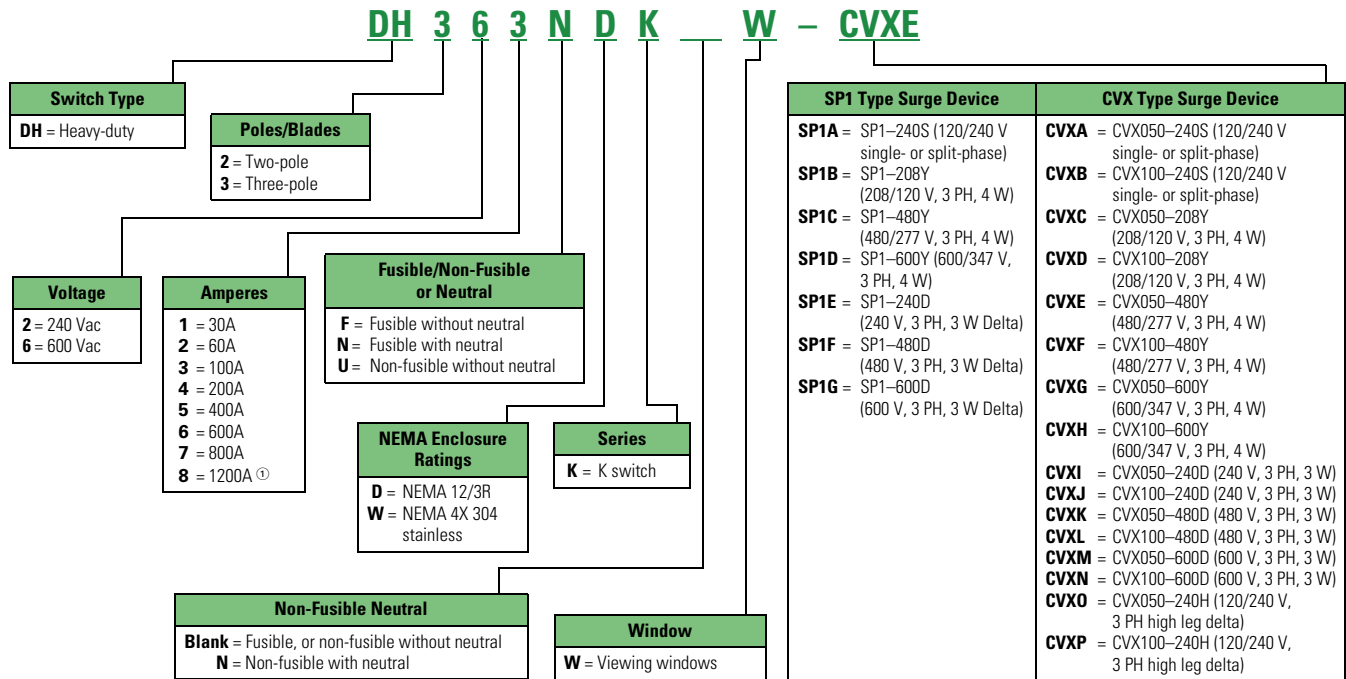 DH 3 6 3 N D K __ W – CVXE
Switch Type
DH = Heavy-duty
Poles/Blades
2 = Two-pole
3 = Three-pole
Voltage
2 = 240 Vac
6 = 600 Vac
Amperes
1 = 30A
2 = 60A
3 = 100A
4 = 200A
5 = 400A
6 = 600A
7 = 800A
8 = 1200A ①
Fusible/Non-Fusible
or Neutral
F = Fusible without neutral
N = Fusible with neutral
U = Non-fusible without neutral
NEMA Enclosure
Ratings
D = NEMA 12/3R
W = NEMA 4X 304
stainless
Series
K = K switch
Non-Fusible Neutral
Blank = Fusible, or non-fusible without neutral
N = Non-fusible with neutral
Window
W = Viewing windows
SP1 Type Surge Device
SP1A = SP1–240S (120/240 V
single- or split-phase)
SP1B = SP1–208Y
(208/120 V, 3 PH, 4 W)
SP1C = SP1–480Y
(480/277 V, 3 PH, 4 W)
SP1D = SP1–600Y (600/347 V,
3 PH, 4 W)
SP1E = SP1–240D
(240 V, 3 PH, 3 W Delta)
SP1F = SP1–480D
(480 V, 3 PH, 3 W Delta)
SP1G = SP1–600D
(600 V, 3 PH, 3 W Delta)
CVX Type Surge Device
CVXA = CVX050–240S (120/240 V
single- or split-phase)
CVXB = CVX100–240S (120/240 V
single- or split-phase)
CVXC = CVX050–208Y
(208/120 V, 3 PH, 4 W)
CVXD = CVX100–208Y
(208/120 V, 3 PH, 4 W)
CVXE = CVX050–480Y
(480/277 V, 3 PH, 4 W)
CVXF = CVX100–480Y
(480/277 V, 3 PH, 4 W)
CVXG = CVX050–600Y
(600/347 V, 3 PH, 4 W)
CVXH = CVX100–600Y
(600/347 V, 3 PH, 4 W)
CVXI = CVX050–240D (240 V, 3 PH, 3 W)
CVXJ = CVX100–240D (240 V, 3 PH, 3 W)
CVXK = CVX050–480D (480 V, 3 PH, 3 W)
CVXL = CVX100–480D (480 V, 3 PH, 3 W)
CVXM = CVX050–600D (600 V, 3 PH, 3 W)
CVXN = CVX100–600D (600 V, 3 PH, 3 W)
CVXO = CVX050–240H (120/240 V,
3 PH high leg delta)
CVXP = CVX100–240H (120/240 V,
3 PH high leg delta)